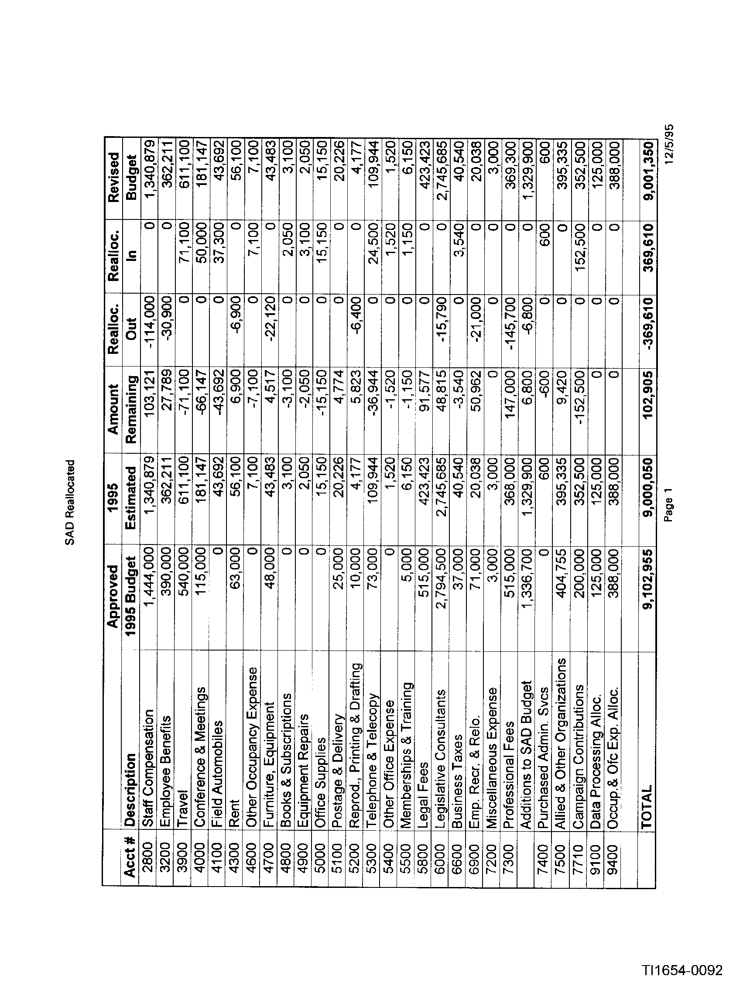 SAD Reallocated
Approved 1995 Amount Realloc. Realloc. Revised
Acct # Description 1995 Budget Estimated Remaining Out In Budget
2800 Staff Compensation 1,444,000 1,340,879 103,121 -114,000 0 1,340,879
3200 Employee Benefits 390,000 362,211 27,789 -30,900 0 362,211
3900 Travel 540,000 611,100 -71,100 0 71,100 611,100
4000 Conference & Meetings 115,000 181,147 -66,147 0 50,000 181,147
4100 Field Automobiles 0 43,692 -43,692 0 37,300 43,692
4300 Rent 63,000 56,100 6,900 -6,900 0 56,100
4600 Other Occupancy Expense 0 7,100 -7,100 0 7,100 7,100
4700 Furniture, Equipment 48,000 43,483 4,517 -22,120 0 43,483
4800 Books & Subscriptions 0 3,100 -3,100 0 2,050 3,100
4900 Equipment Repairs 0 2,050 -2,050 0 3,100 2,050
5000 Office Supplies 0 15,150 -15,150 0 15,150 15,150
5100 Postage & Delivery 25,000 20,226 4,774 0 0 20,226
5200 Reprod., Printing & Drafting 10,000 4,177 5,823 -6,400 0 4,177
5300 Telephone & Telecopy 73,000 109,944 -36,944 0 24,500 109,944
5400 Other Office Expense 0 1,520 -1,520 0 1,520 1,520
5500 Memberships & Training 5,000 6,150 -1,150 0 1,150 6,150
5800 Legal Fees 515,000 423,423 91,577 0 0 423,423
6000 Legislative Consultants 2,794,500 2,745,685 48,815 -15,790 0 2,745,685
6600 Business Taxes 37,000 40,540 -3,540 0 3,540 40,540
6900 Emp. Recr. & Relo. 71,000 20,038 50,962 -21,000 0 20,038
7200 Miscellaneous Expense 3,000 3,000 0 0 0 3,000
7300 Professional Fees 515,000 368,000 147,000 -145,700 0 369,300
Additions to SAD Budget 1,336,700 1,329,900 6,800 -6,800 0 1,329,900
7400 Purchased Admin. Svcs 0 600 -600 0 600 600
7500 Allied & Other Organizations 404,755 395,335 9,420 0 0 395,335
7710 Campaign Contributions 200,000 352,500 -152,500 0 152,500 352,500
9100 Data Processing Alloc. 125,000 125,000 0 0 0 125,000
9400 Occup.& Ofc Exp. Alloc. 388,000 388,000 0 0 0 388,000
TOTAL 9,102,955 9,000,050 102,905 -369,610 369,610 9,001,350
Page 1
12/5/95
TI1654-0092